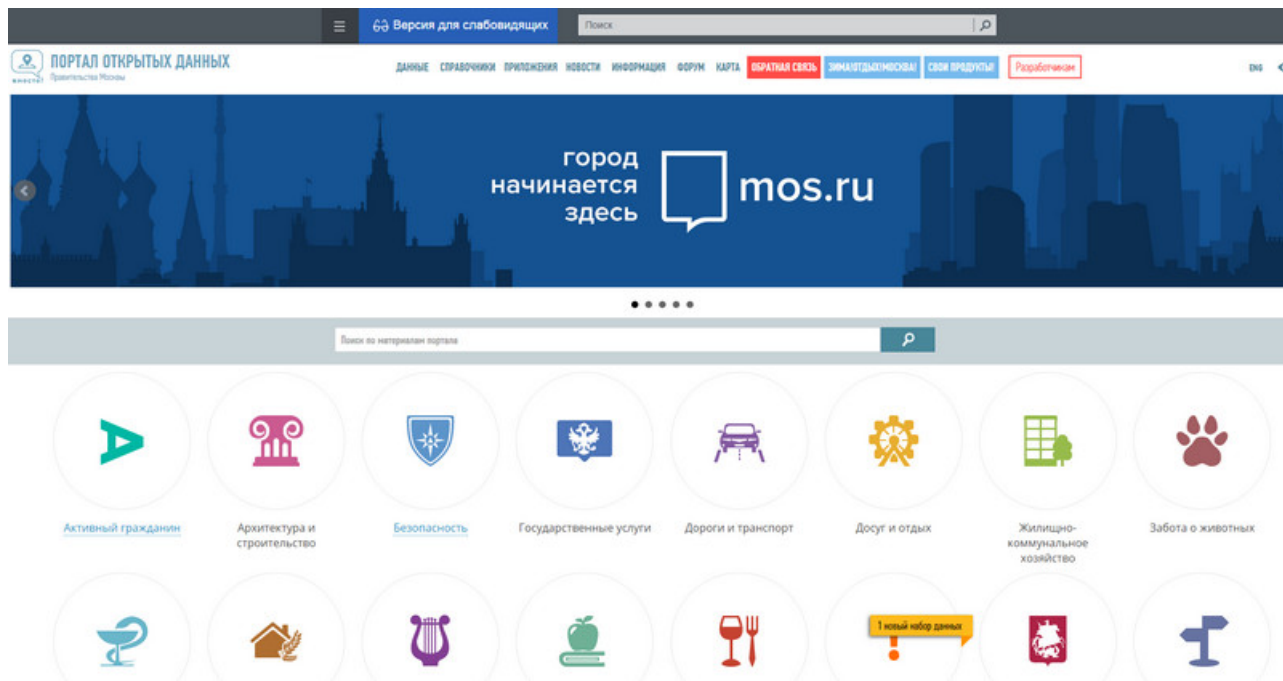 Версия для слабовидящих
Поиск
ПОРТАЛ ОТКРЫТЫХ ДАННЫХ
Правительства Москвы
вместе!
ДАННЫЕ СПРАВОЧНИКИ ПРИЛОЖЕНИЯ НОВОСТИ ИНФОРМАЦИЯ ФОРУМ КАРТА ОБРАТНАЯ СВЯЗЬ ЗИМА!ОТДЫХ!МОСКВА! СВОИ ПРОДУКТЫ! Разработчикам ENG
город
начинается
здесь
mos.ru
Поиск по материалам портала
Активный гражданин
Архитектура и
строительство
Безопасность
Государственные услуги
Дороги и транспорт
Досуг и отдых
Жилищно-
коммунальное
хозяйство
Забота о животных
1 новый набор данных